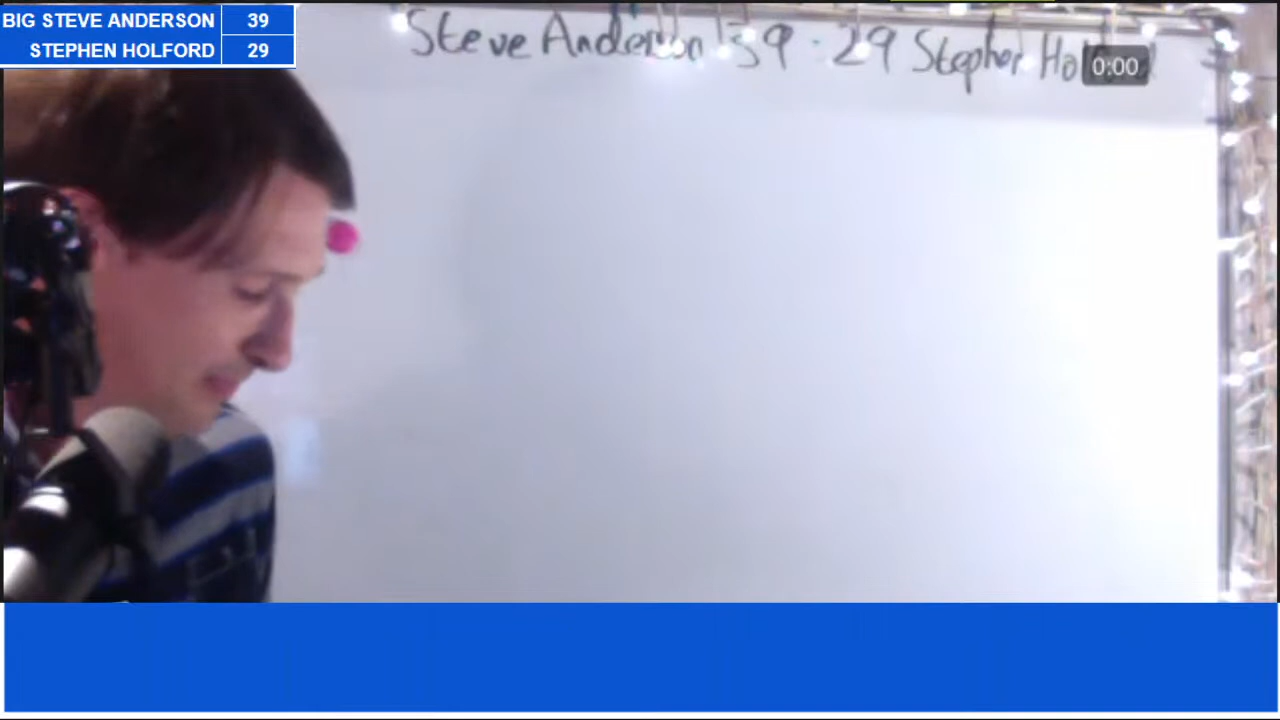 BIG STEVE ANDERSON 39
STEPHEN HOLFORD 29
Steve Anderson 39 - 29 Stephen
0:00